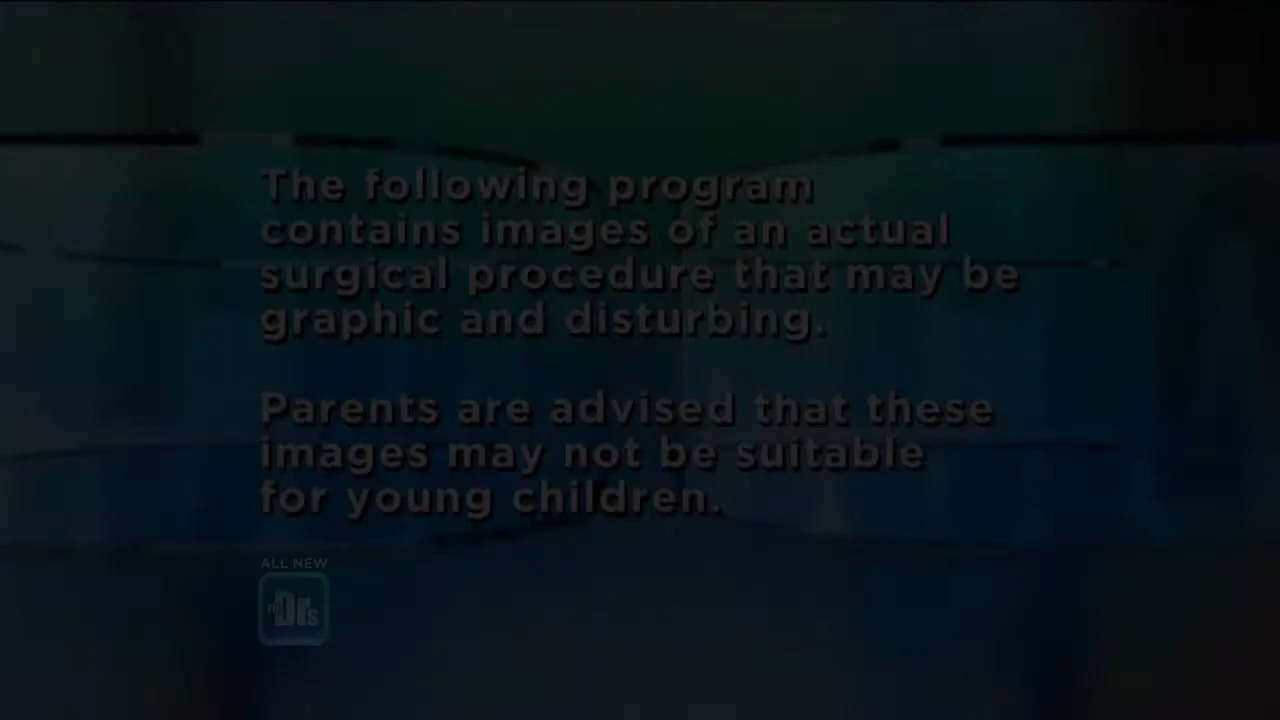 The following program
contains images of an actual
surgical procedure that may be
graphic and disturbing.
Parents are advised that these
images may not be suitable
for young children.
ALL NEW
Drs